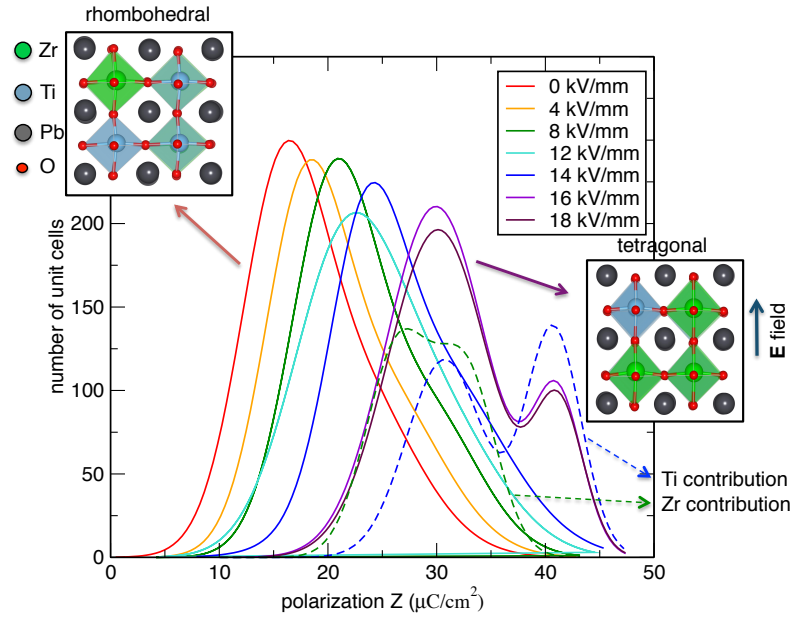 rhombohedral
Zr
Ti
Pb
O
0 kV/mm
4 kV/mm
8 kV/mm
12 kV/mm
14 kV/mm
16 kV/mm
18 kV/mm
tetragonal
E field
number of unit cells
200
150
100
50
0
Ti contribution
Zr contribution
0 10 20 30 40 50
polarization Z (μC/cm²)